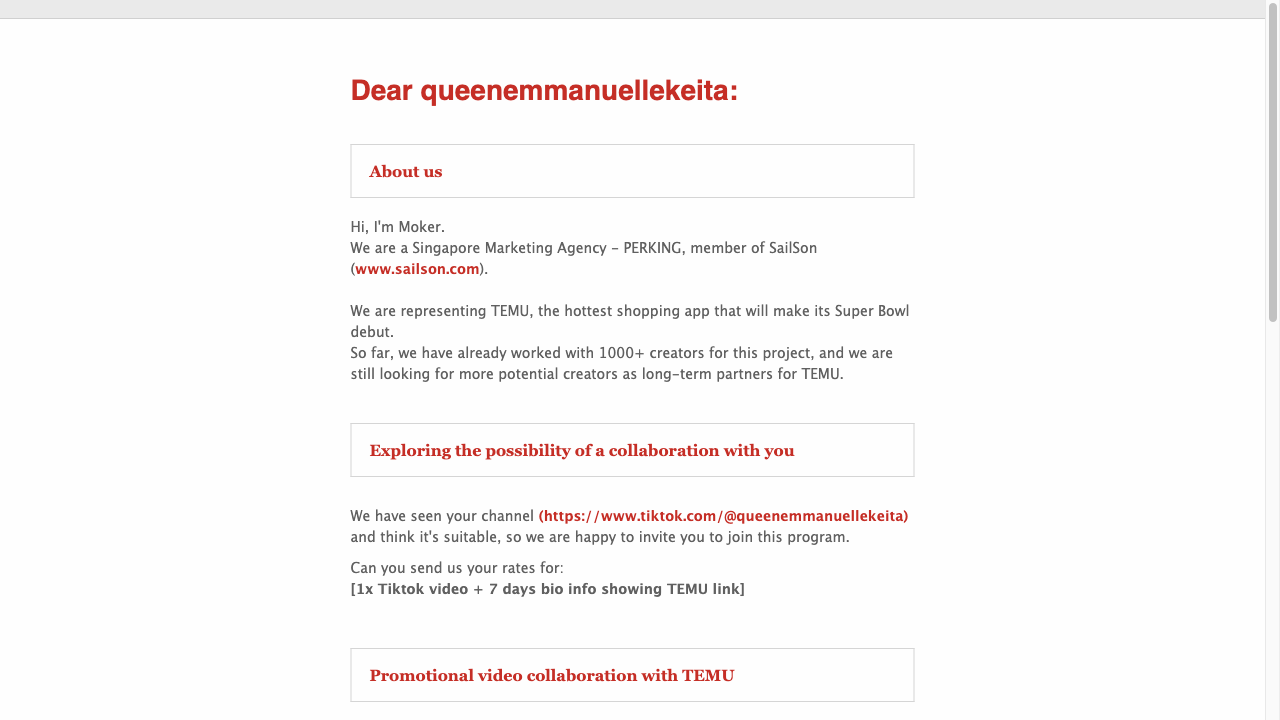 Dear queenemmanuellekeita:
About us
Hi, I'm Moker.
We are a Singapore Marketing Agency – PERKING, member of SailSon
(www.sailson.com).
We are representing TEMU, the hottest shopping app that will make its Super Bowl
debut.
So far, we have already worked with 1000+ creators for this project, and we are
still looking for more potential creators as long-term partners for TEMU.
Exploring the possibility of a collaboration with you
We have seen your channel (https://www.tiktok.com/@queenemmanuellekeita)
and think it's suitable, so we are happy to invite you to join this program.
Can you send us your rates for:
[1x Tiktok video + 7 days bio info showing TEMU link]
Promotional video collaboration with TEMU